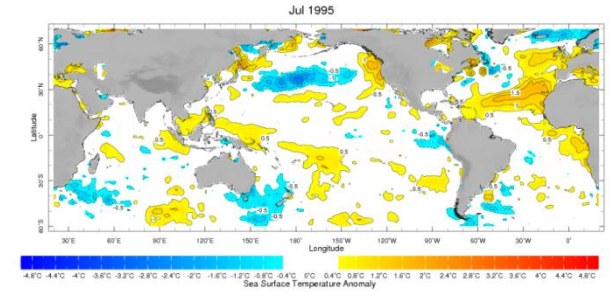 Jul 1995
60°N
30°N
0°
30°S
60°S
Latitude
30°E 60°E 90°E 120°E 150°E 180° 150°W 120°W 90°W 60°W 30°W 0°
Longitude
-4.8°C -4.4°C -4°C -3.6°C -3.2°C -2.8°C -2.4°C -2°C -1.6°C -1.2°C -0.8°C -0.4°C 0°C 0.4°C 0.8°C 1.2°C 1.6°C 2°C 2.4°C 2.8°C 3.2°C 3.6°C 4°C 4.4°C 4.8°C
Sea Surface Temperature Anomaly